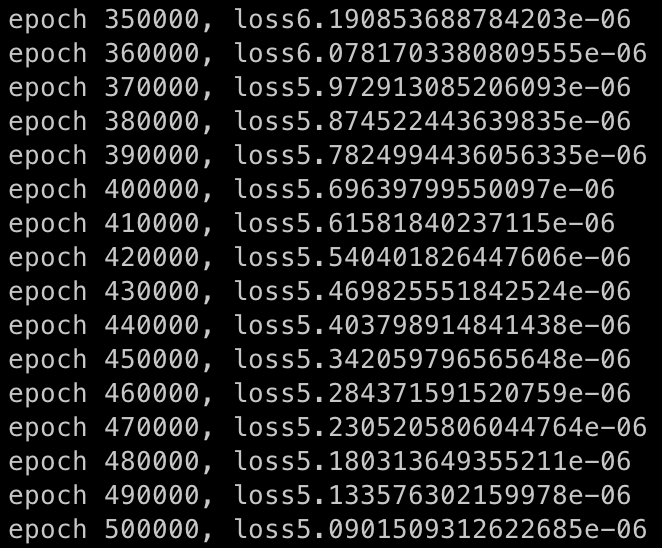 epoch 350000, loss6.190853688784203e-06
epoch 360000, loss6.0781703380809555e-06
epoch 370000, loss5.972913085206093e-06
epoch 380000, loss5.874522443639835e-06
epoch 390000, loss5.7824994436056335e-06
epoch 400000, loss5.69639799550097e-06
epoch 410000, loss5.61581840237115e-06
epoch 420000, loss5.540401826447606e-06
epoch 430000, loss5.469825551842524e-06
epoch 440000, loss5.403798914841438e-06
epoch 450000, loss5.342059796565648e-06
epoch 460000, loss5.284371591520759e-06
epoch 470000, loss5.2305205806044764e-06
epoch 480000, loss5.180313649355211e-06
epoch 490000, loss5.133576302159978e-06
epoch 500000, loss5.0901509312622685e-06